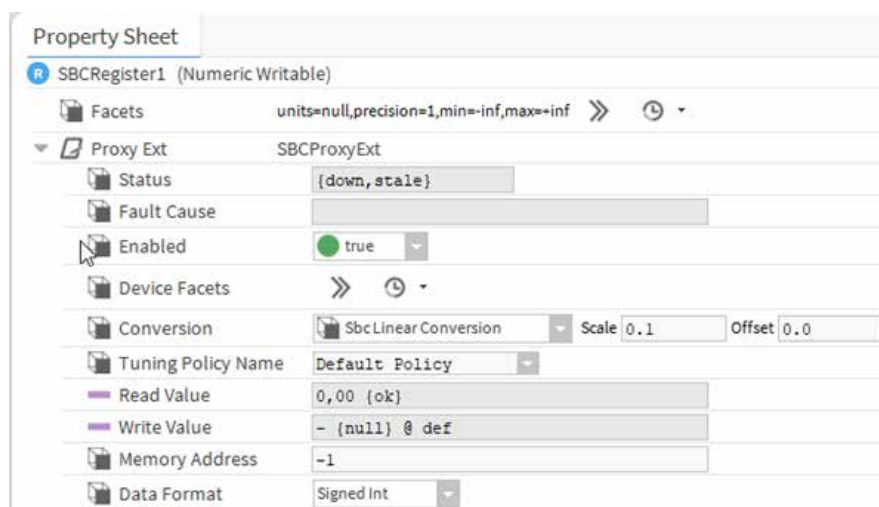 Property Sheet
R SBCRegister1 (Numeric Writable)
Facets units=null,precision=1,min=-inf,max=+inf
Proxy Ext SBCProxyExt
Status {down,stale}
Fault Cause
Enabled true
Device Facets
Conversion Sbc Linear Conversion Scale 0.1 Offset 0.0
Tuning Policy Name Default Policy
Read Value 0,00 {ok}
Write Value - {null} @ def
Memory Address -1
Data Format Signed Int